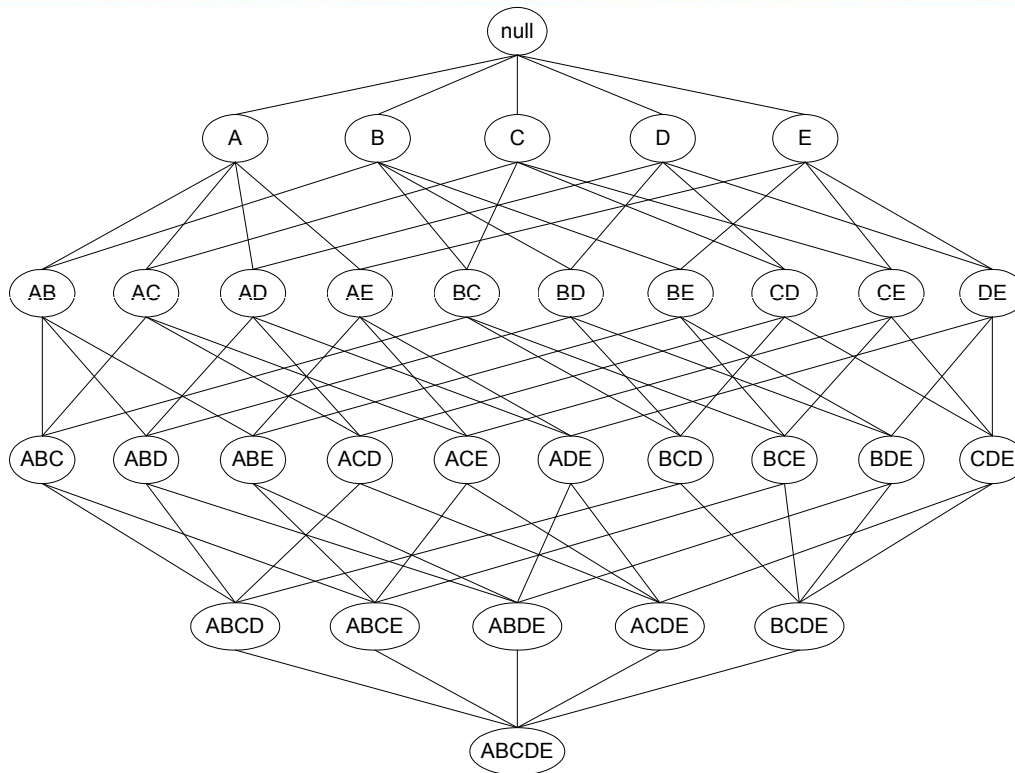 null
A B C D E
AB AC AD AE BC BD BE CD CE DE
ABC ABD ABE ACD ACE ADE BCD BCE BDE CDE
ABCD ABCE ABDE ACDE BCDE
ABCDE